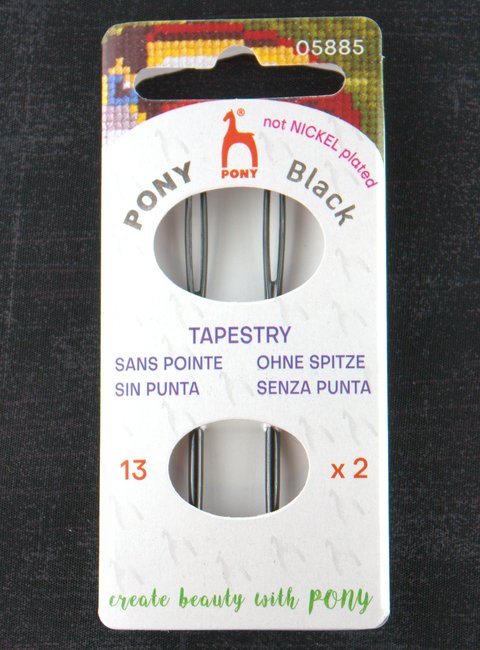 05885
not NICKEL plated
PONY
PONY Black
TAPESTRY
SANS POINTE OHNE SPITZE
SIN PUNTA SENZA PUNTA
13 x 2
create beauty with PONY